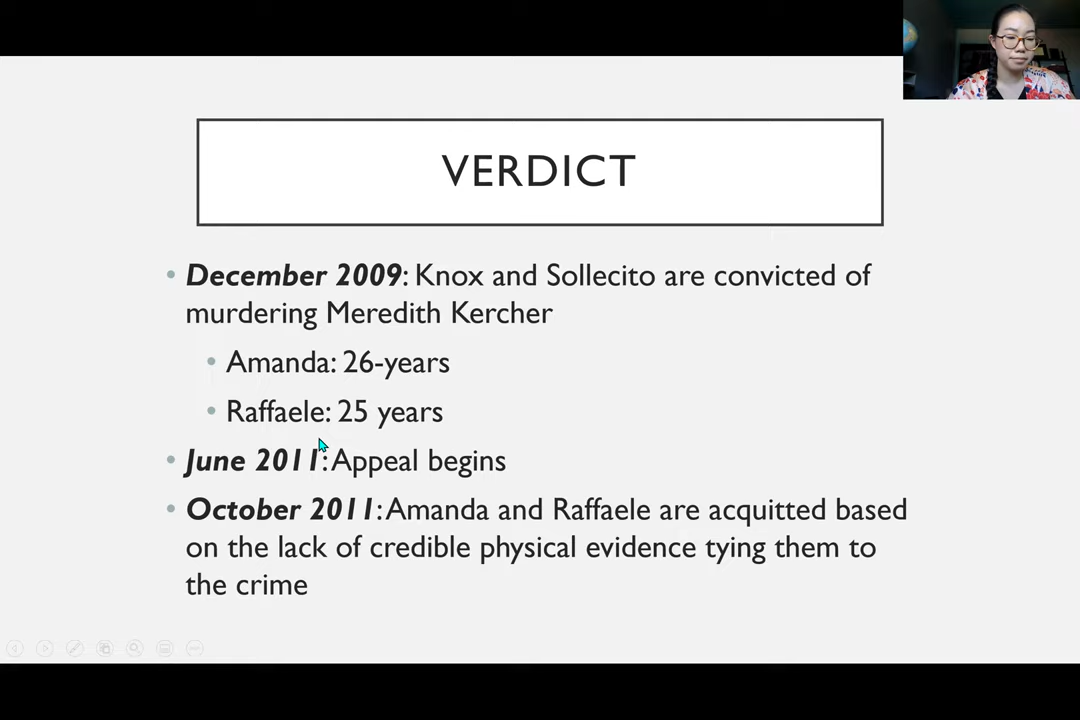 VERDICT
• December 2009: Knox and Sollecito are convicted of
murdering Meredith Kercher
• Amanda: 26-years
• Raffaele: 25 years
• June 2011: Appeal begins
• October 2011: Amanda and Raffaele are acquitted based
on the lack of credible physical evidence tying them to
the crime